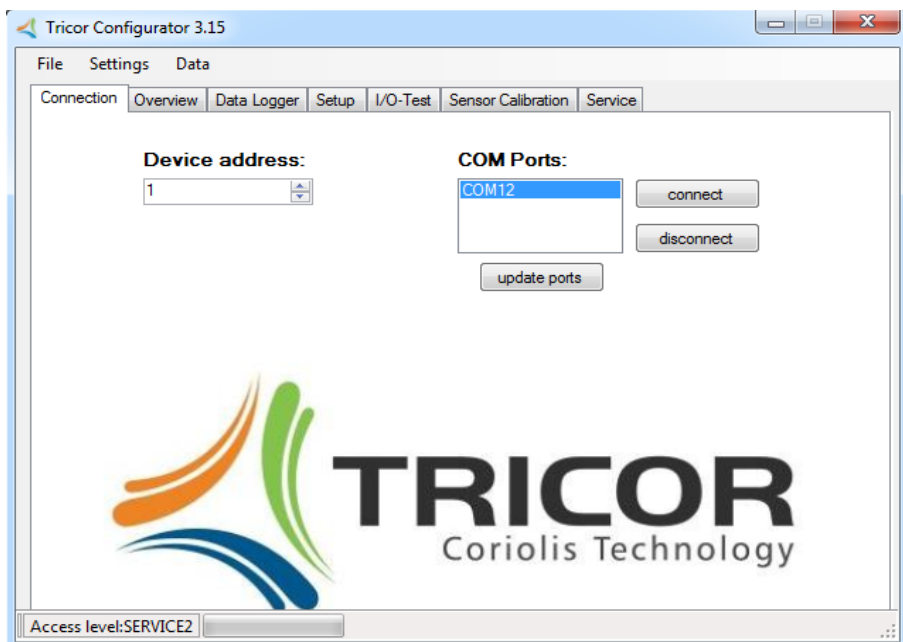 Tricor Configurator 3.15
File Settings Data
Connection Overview Data Logger Setup I/O-Test Sensor Calibration Service
Device address: COM Ports:
1 COM12 connect
disconnect
update ports
TRICOR
Coriolis Technology
Access level:SERVICE2